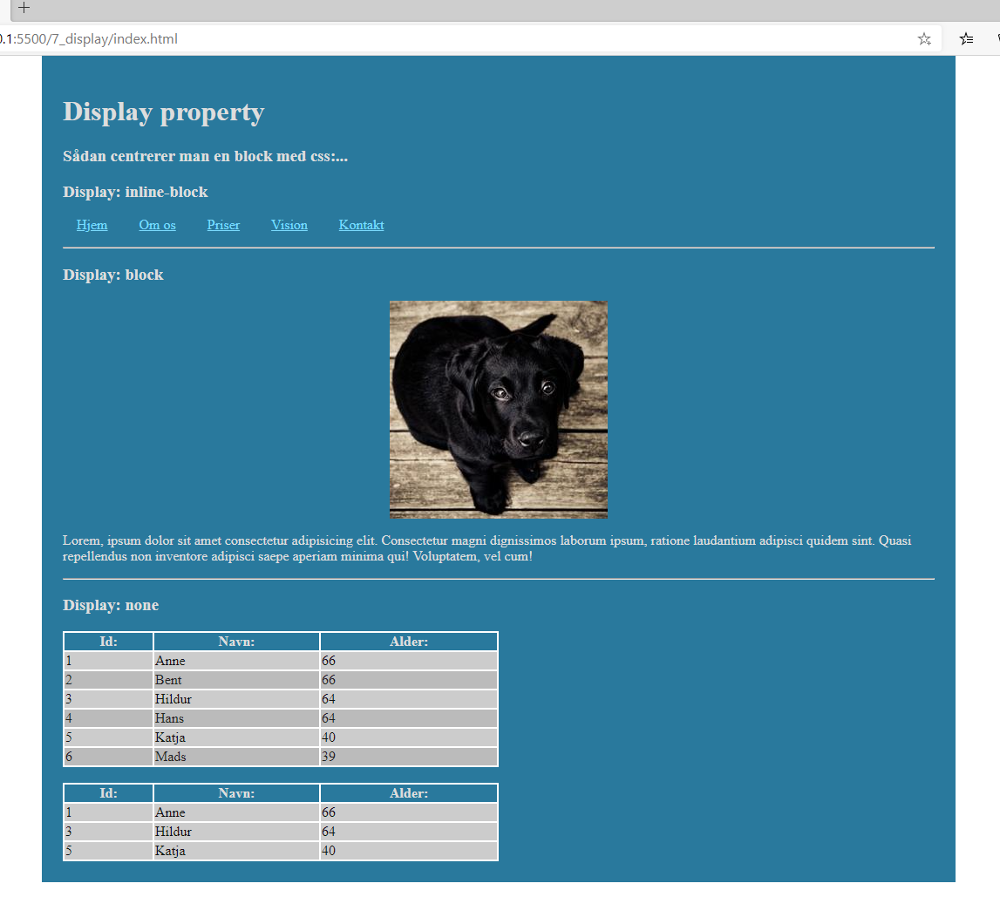 0.1:5500/7_display/index.html
Display property
Sådan centrerer man en block med css:...
Display: inline-block
Hjem Om os Priser Vision Kontakt
Display: block
Lorem, ipsum dolor sit amet consectetur adipisicing elit. Consectetur magni dignissimos laborum ipsum, ratione laudantium adipisci quidem sint. Quasi
repellendus non inventore adipisci saepe aperiam minima qui! Voluptatem, vel cum!
Display: none
Id: Navn: Alder:
1 Anne 66
2 Bent 66
3 Hildur 64
4 Hans 64
5 Katja 40
6 Mads 39
Id: Navn: Alder:
1 Anne 66
3 Hildur 64
5 Katja 40